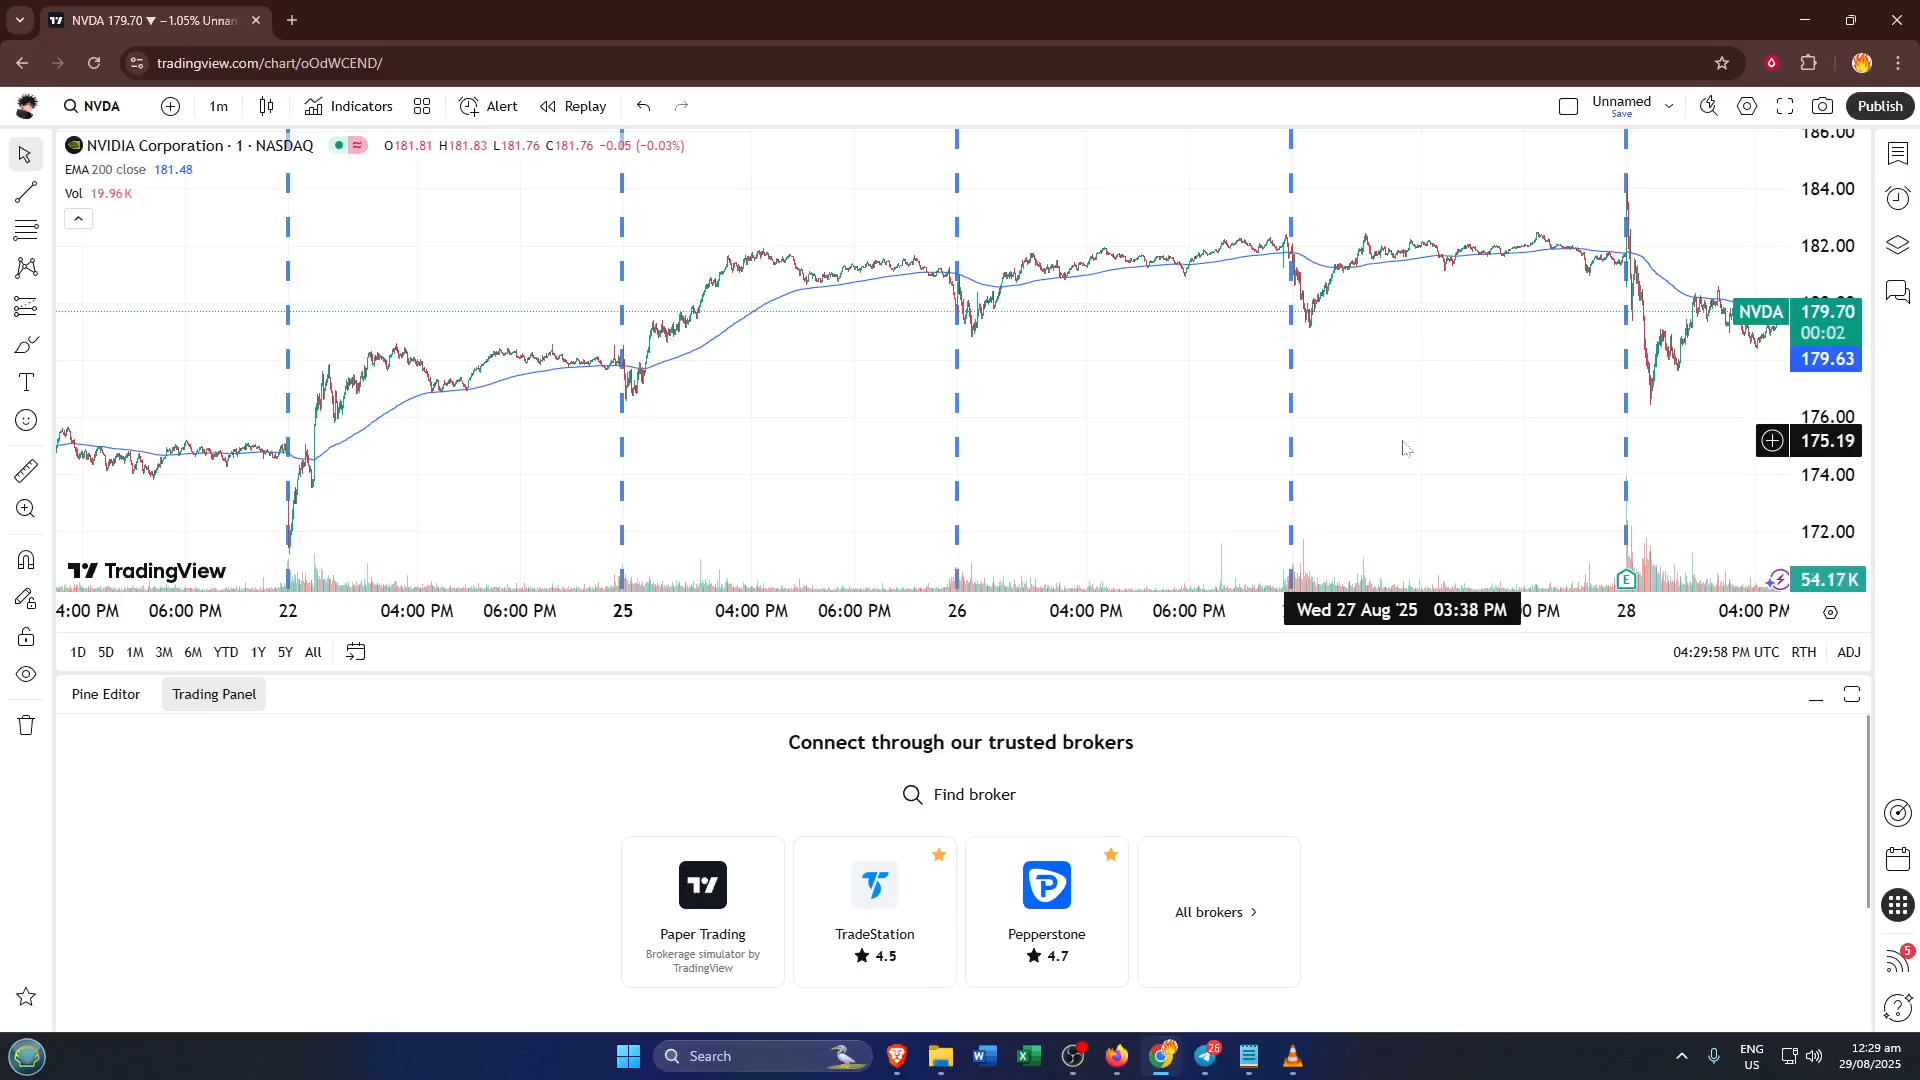 NVDA 179.70 ▼ −1.05% Unnan
tradingview.com/chart/oOdWCEND/
NVDA
1m
Indicators
Alert
Replay
Unnamed
Save
Publish
NVIDIA Corporation · 1 · NASDAQ
O181.81 H181.83 L181.76 C181.76 −0.05 (−0.03%)
EMA 200 close 181.48
Vol 19.96 K
186.00
184.00
182.00
NVDA 179.70
00:02
179.63
176.00
175.19
174.00
172.00
TradingView
E
54.17 K
4:00 PM 06:00 PM 22 04:00 PM 06:00 PM 25 04:00 PM 06:00 PM 26 04:00 PM 06:00 PM Wed 27 Aug '25 03:38 PM 0 PM 28 04:00 PM
1D 5D 1M 3M 6M YTD 1Y 5Y All
04:29:58 PM UTC RTH ADJ
Pine Editor
Trading Panel
Connect through our trusted brokers
Find broker
Paper Trading
Brokerage simulator by
TradingView
TradeStation
4.5
Pepperstone
4.7
All brokers
5
Search
26
ENG
US
12:29 am
29/08/2025